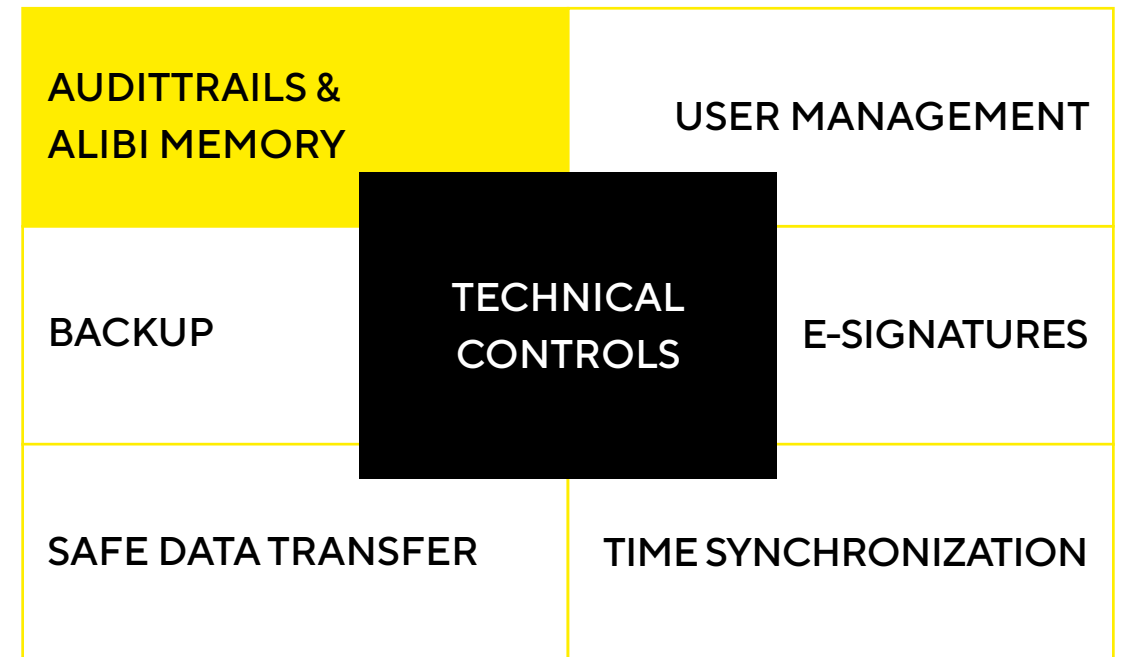 AUDITTRAILS &
ALIBI MEMORY
USER MANAGEMENT
BACKUP
TECHNICAL
CONTROLS
E-SIGNATURES
SAFE DATA TRANSFER
TIME SYNCHRONIZATION